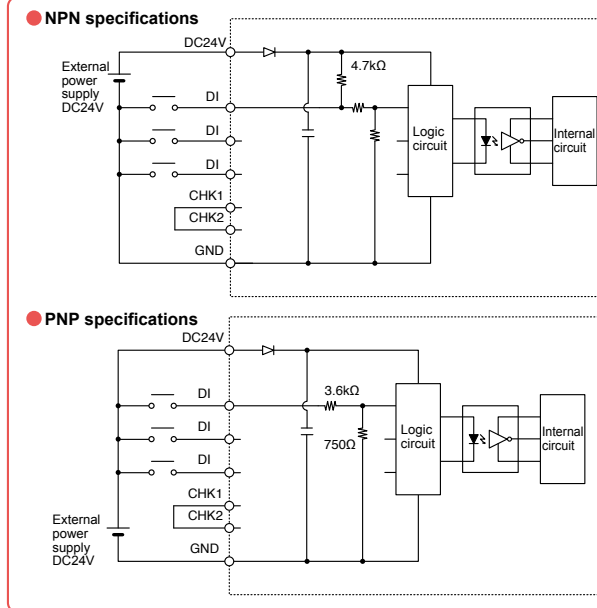 NPN specifications
DC24V
External
power
supply
DC24V
4.7kΩ
DI
DI
DI
Logic
circuit
Internal
circuit
CHK1
CHK2
GND
PNP specifications
DC24V
3.6kΩ
DI
750Ω
DI
DI
Logic
circuit
Internal
circuit
CHK1
CHK2
External
power
supply
DC24V
GND